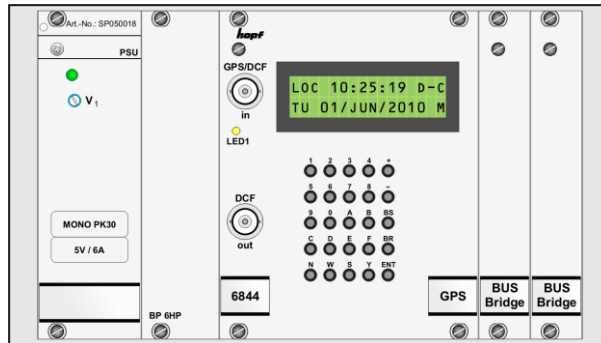 Art.-No.: SP050018
PSU
V1
MONO PK30
5V / 6A
BP 6HP
hopf
GPS/DCF
in
LED1
DCF
out
LOC 10:25:19 D-C
TU 01/JUN/2010 M
1 2 3 4 +
5 6 7 8 –
9 0 A B BS
C D E F BR
N W S Y ENT
6844
GPS
BUS
Bridge
BUS
Bridge